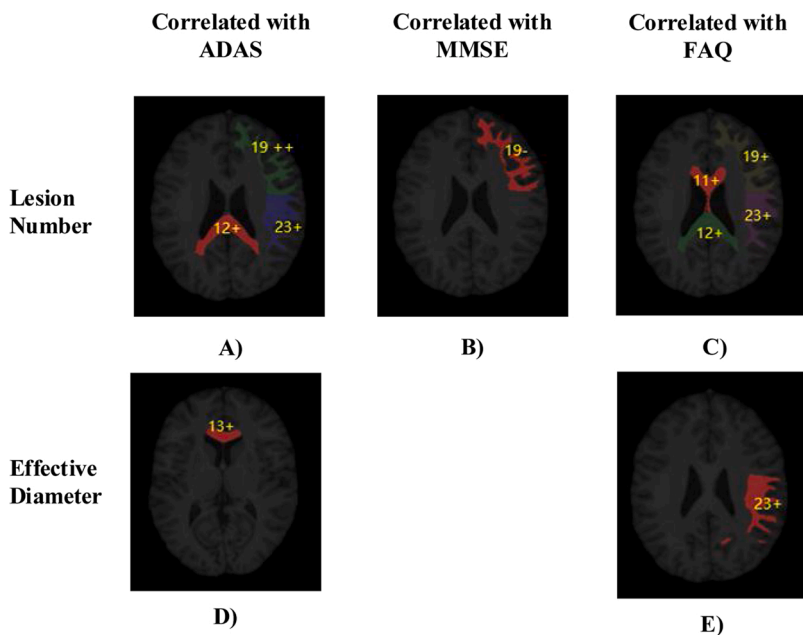 Correlated with
ADAS
Correlated with
MMSE
Correlated with
FAQ
Lesion
Number
19 ++
12+
23+
19-
11+
19+
12+
23+
A)
B)
C)
Effective
Diameter
13+
23+
D)
E)